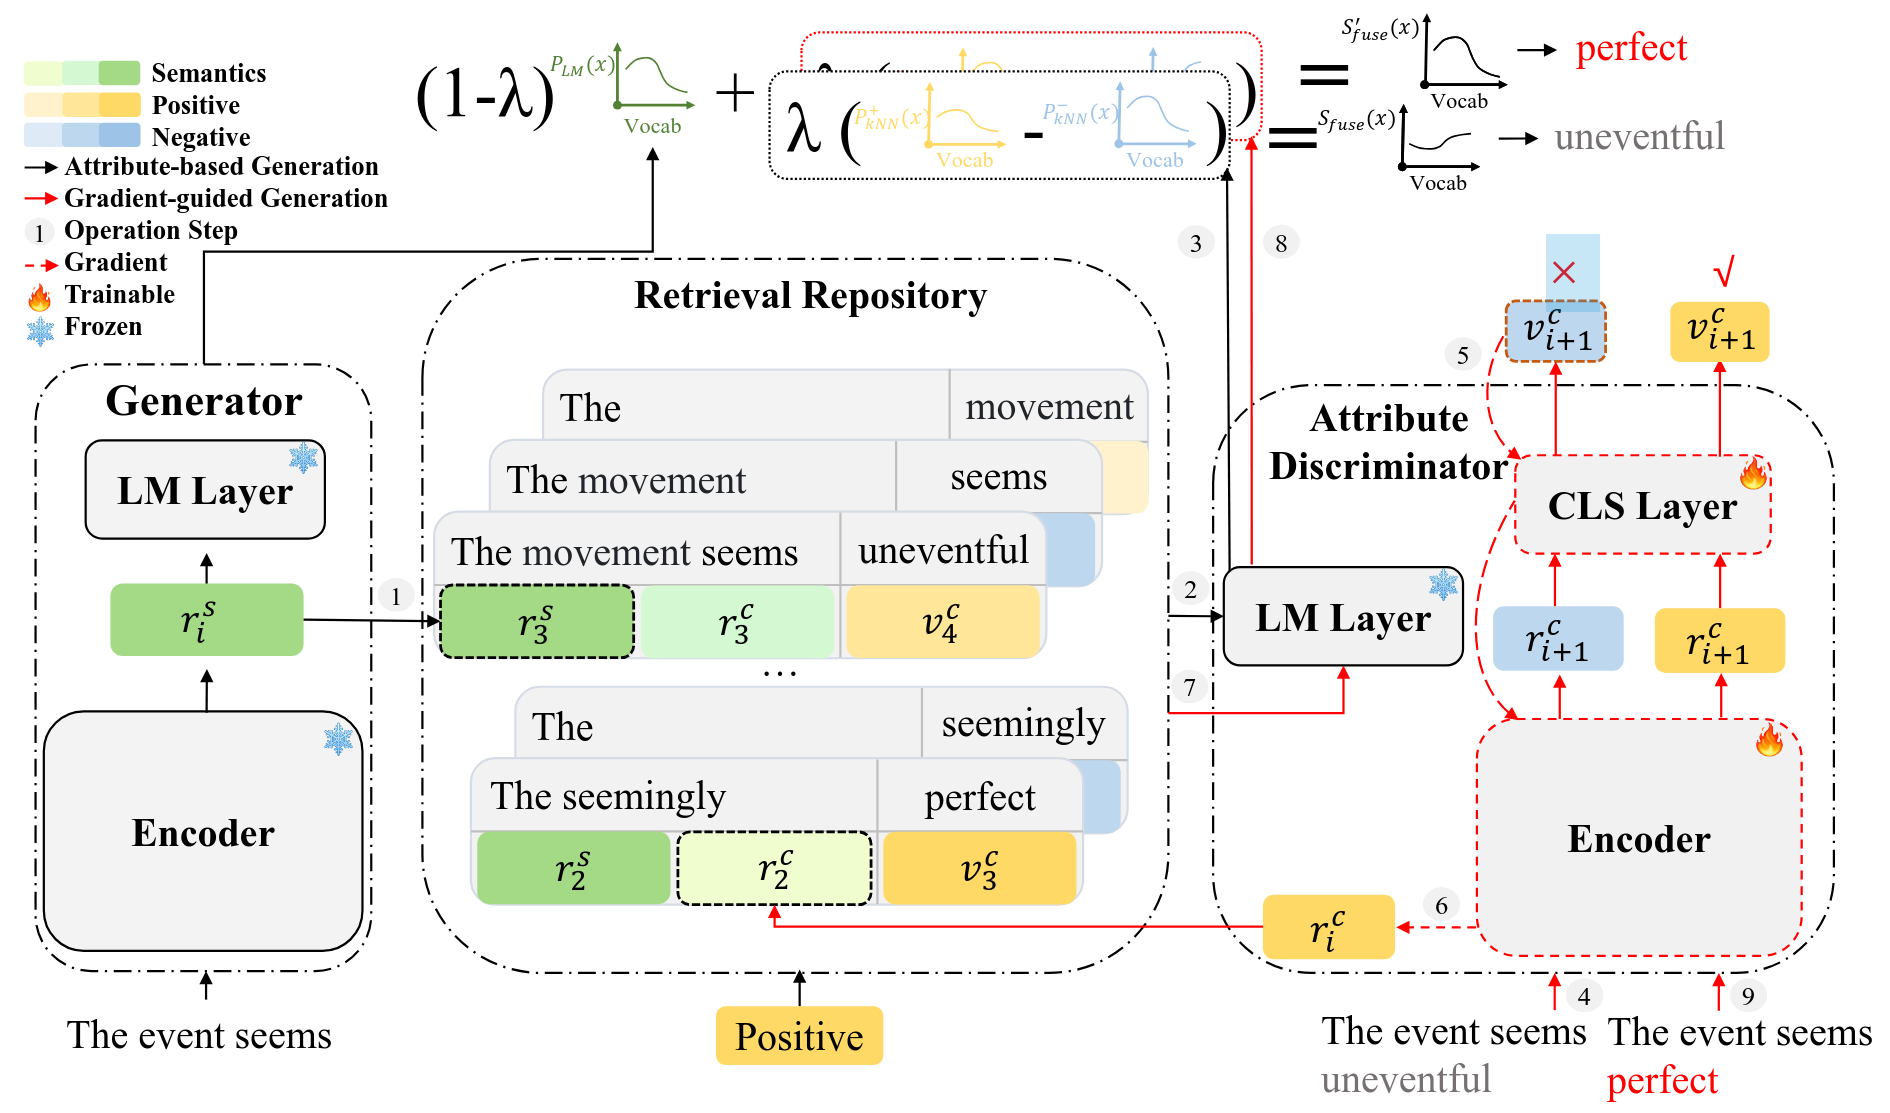 Semantics
Positive
Negative
Attribute-based Generation
Gradient-guided Generation
1 Operation Step
Gradient
Trainable
Frozen
(1-λ) P_{LM}(x) Vocab + λ ( P^{+}_{kNN}(x) Vocab - P^{-}_{kNN}(x) Vocab ) )
= S'_{fuse}(x) Vocab perfect
= S_{fuse}(x) Vocab uneventful
3
8
Generator
LM Layer
r_i^s
Encoder
The event seems
1
Retrieval Repository
The movement
The movement seems
The movement seems uneventful
r_3^s r_3^c v_4^c
...
The seemingly
The seemingly perfect
r_2^s r_2^c v_3^c
Positive
2
7
× √
5
v_{i+1}^c v_{i+1}^c
Attribute
Discriminator
CLS Layer
LM Layer
r_{i+1}^c r_{i+1}^c
Encoder
6
r_i^c
4
9
The event seems
uneventful
The event seems
perfect